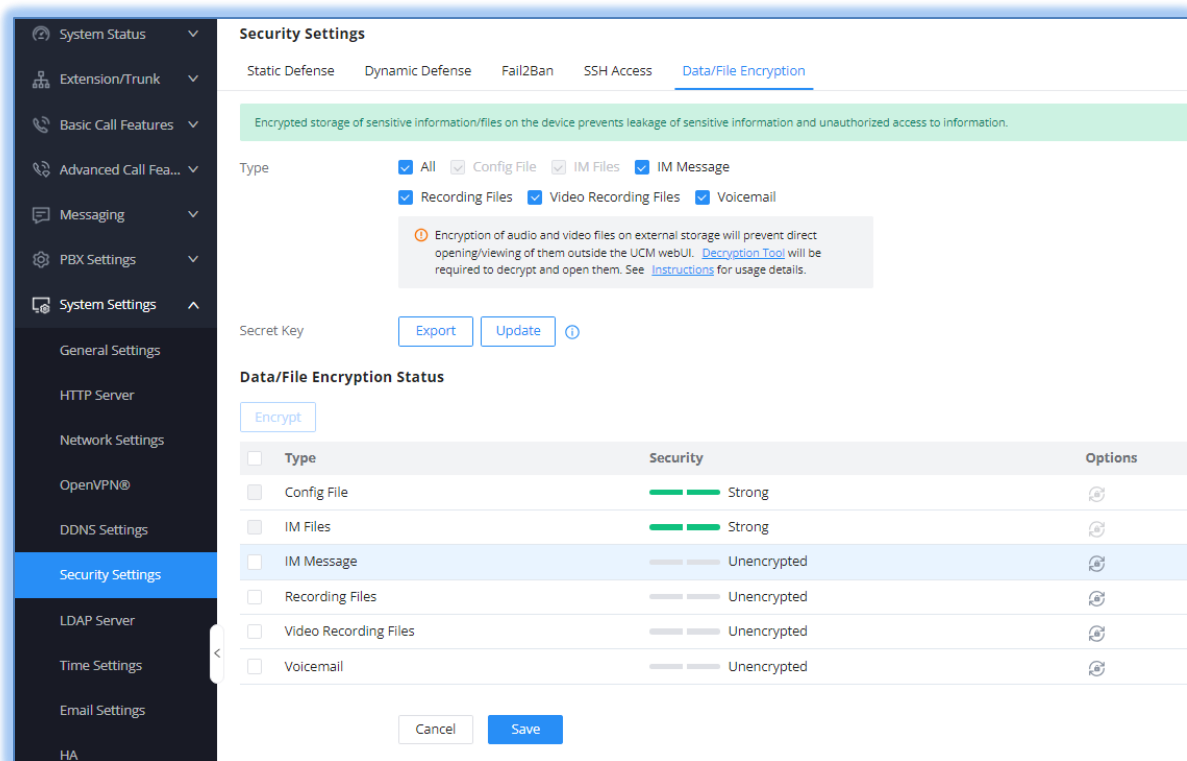 System Status
Extension/Trunk
Basic Call Features
Advanced Call Fea...
Messaging
PBX Settings
System Settings
General Settings
HTTP Server
Network Settings
OpenVPN®
DDNS Settings
Security Settings
LDAP Server
Time Settings
Email Settings
HA
Security Settings
Static Defense Dynamic Defense Fail2Ban SSH Access Data/File Encryption
Encrypted storage of sensitive information/files on the device prevents leakage of sensitive information and unauthorized access to information.
Type All Config File IM Files IM Message
Recording Files Video Recording Files Voicemail
Encryption of audio and video files on external storage will prevent direct
opening/viewing of them outside the UCM webUI. Decryption Tool will be
required to decrypt and open them. See Instructions for usage details.
Secret Key Export Update
Data/File Encryption Status
Encrypt
Type Security Options
Config File Strong
IM Files Strong
IM Message Unencrypted
Recording Files Unencrypted
Video Recording Files Unencrypted
Voicemail Unencrypted
Cancel Save